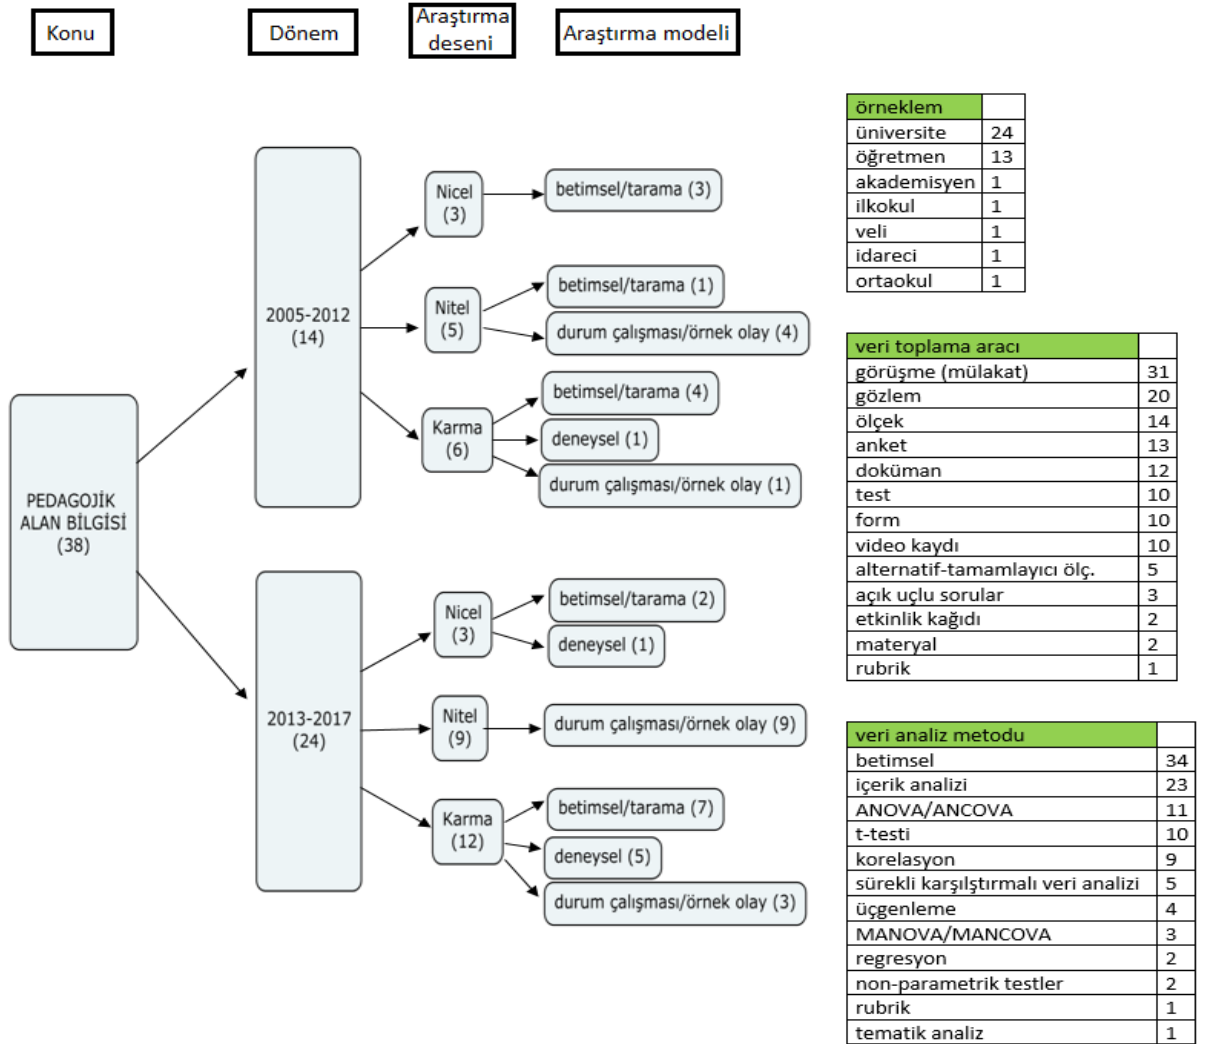 Konu
Dönem
Araştırma
deseni
Araştırma modeli
PEDAGOJİK
ALAN BİLGİSİ
(38)
2005-2012
(14)
Nicel
(3)
betimsel/tarama (3)
Nitel
(5)
betimsel/tarama (1)
durum çalışması/örnek olay (4)
Karma
(6)
betimsel/tarama (4)
deneysel (1)
durum çalışması/örnek olay (1)
2013-2017
(24)
Nicel
(3)
betimsel/tarama (2)
deneysel (1)
Nitel
(9)
durum çalışması/örnek olay (9)
Karma
(12)
betimsel/tarama (7)
deneysel (5)
durum çalışması/örnek olay (3)
örneklem
üniversite 24
öğretmen 13
akademisyen 1
ilkokul 1
veli 1
idareci 1
ortaokul 1
veri toplama aracı
görüşme (mülakat) 31
gözlem 20
ölçek 14
anket 13
doküman 12
test 10
form 10
video kaydı 10
alternatif-tamamlayıcı ölç. 5
açık uçlu sorular 3
etkinlik kağıdı 2
materyal 2
rubrik 1
veri analiz metodu
betimsel 34
içerik analizi 23
ANOVA/ANCOVA 11
t-testi 10
korelasyon 9
sürekli karşılştırmalı veri analizi 5
üçgenleme 4
MANOVA/MANCOVA 3
regresyon 2
non-parametrik testler 2
rubrik 1
tematik analiz 1